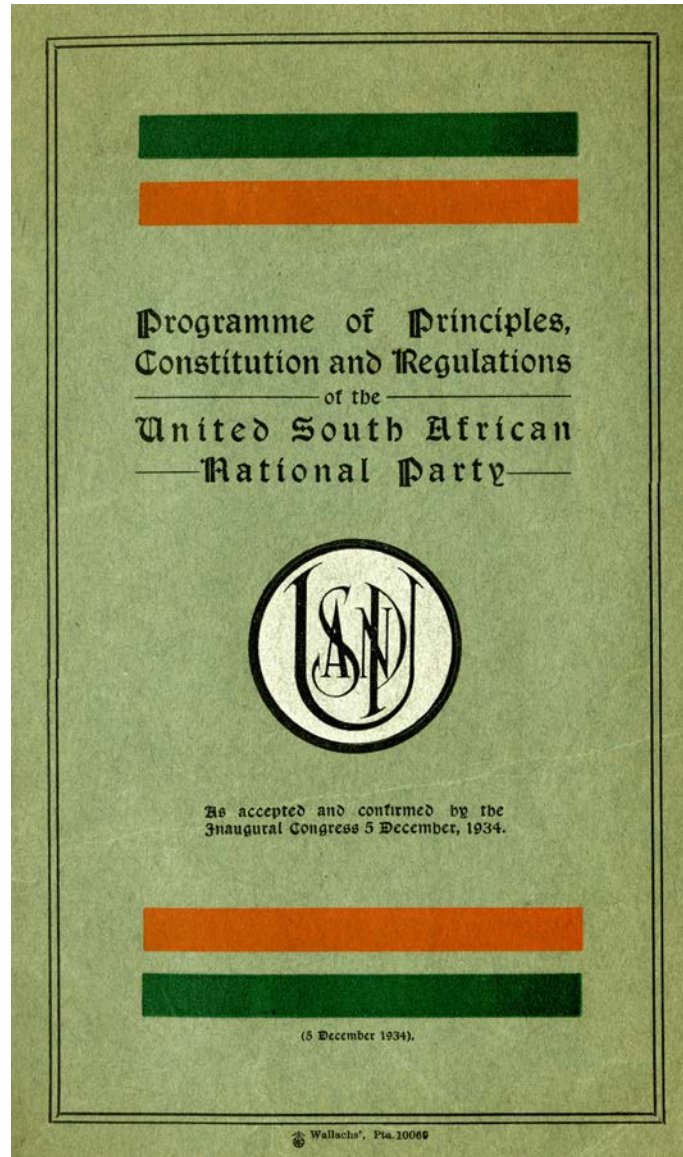 Programme of Principles,
Constitution and Regulations
of the
United South African
National Party
USANP
As accepted and confirmed by the
Inaugural Congress 5 December, 1934.
(5 December 1934).
Wallachs', Pta. 10069